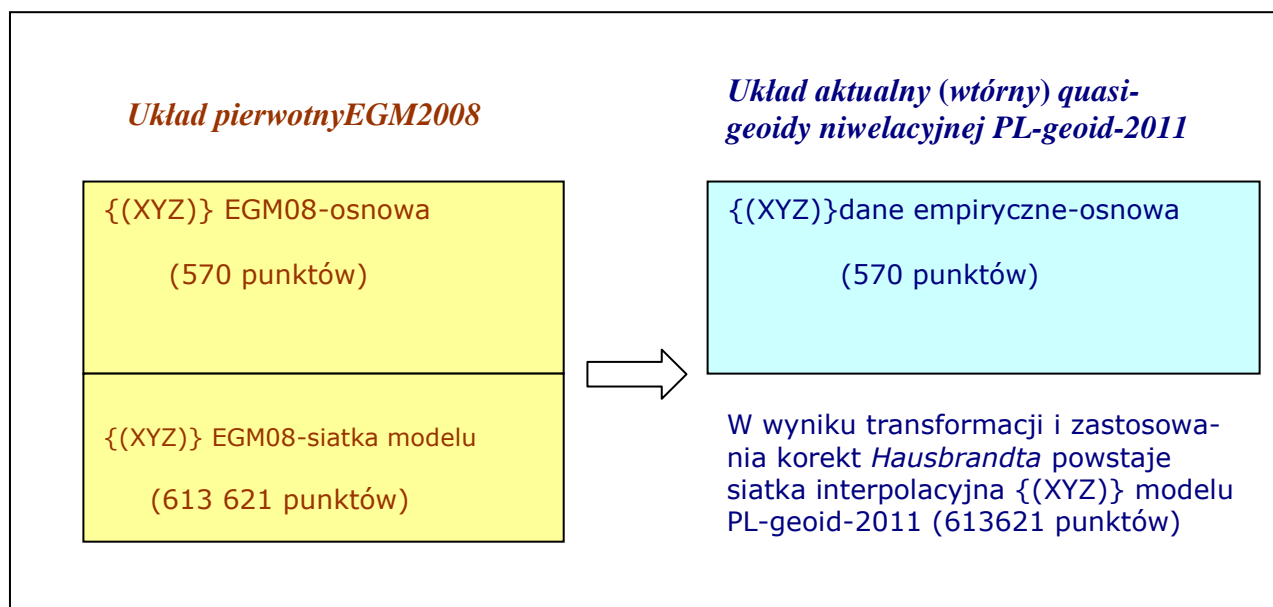 Układ pierwotnyEGM2008
{(XYZ)} EGM08-osnowa
(570 punktów)
{(XYZ)} EGM08-siatka modelu
(613 621 punktów)
Układ aktualny (wtórny) quasi-
geoidy niwelacyjnej PL-geoid-2011
{(XYZ)}dane empiryczne-osnowa
(570 punktów)
W wyniku transformacji i zastosowa-
nia korekt Hausbrandta powstaje
siatka interpolacyjna {(XYZ)} modelu
PL-geoid-2011 (613621 punktów)